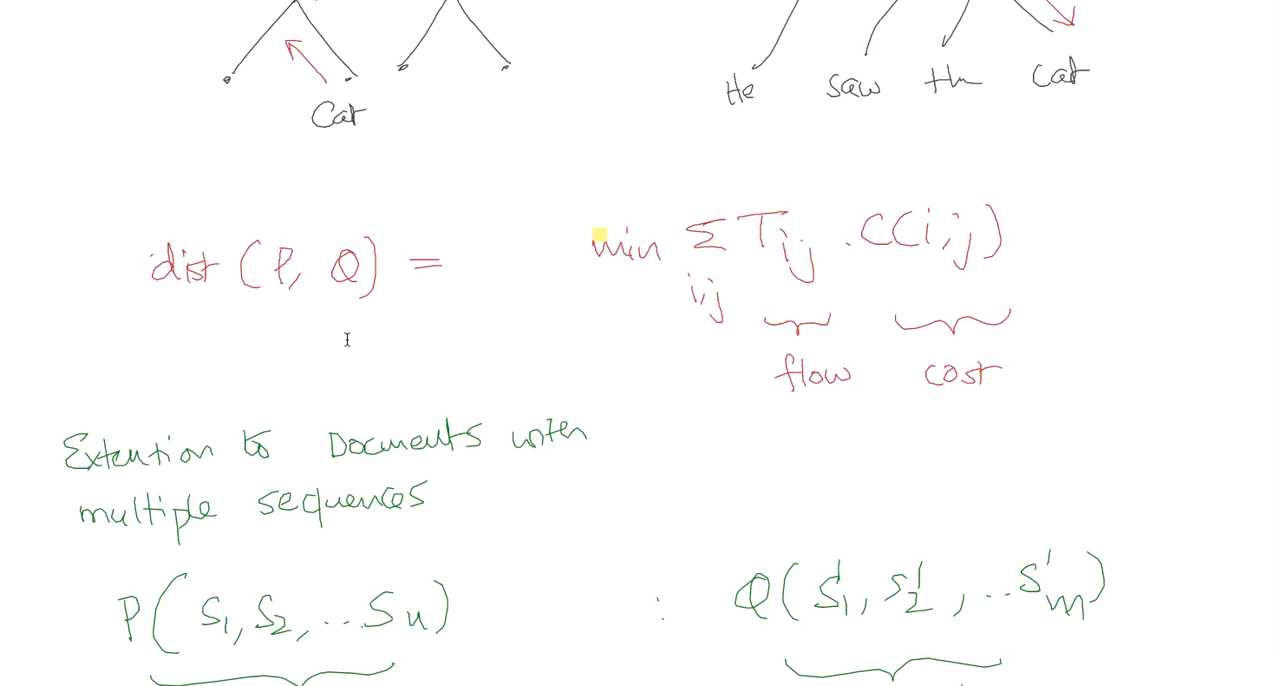 He saw the cat
Cat
dist (P, Q) = min Σ Tij . C(i,j)
i,j
flow cost
Extention to Documents with
multiple sequences
P(S1, S2, ... Sn) : Q(S'1, S'2, ... S'm)